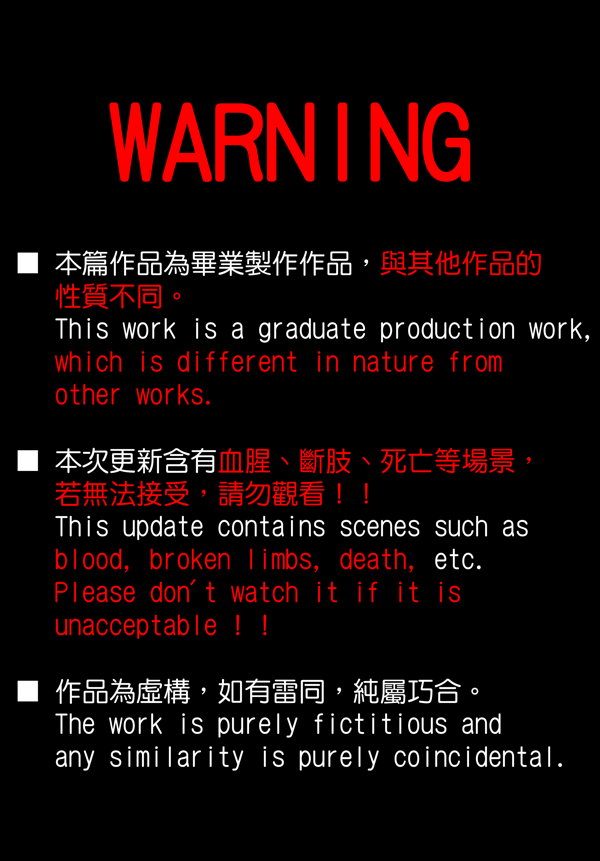 WARNING
■ 本篇作品為畢業製作作品，與其他作品的
性質不同。
This work is a graduate production work,
which is different in nature from
other works.
■ 本次更新含有血腥、斷肢、死亡等場景，
若無法接受，請勿觀看！！
This update contains scenes such as
blood, broken limbs, death, etc.
Please don't watch it if it is
unacceptable！！
■ 作品為虛構，如有雷同，純屬巧合。
The work is purely fictitious and
any similarity is purely coincidental.